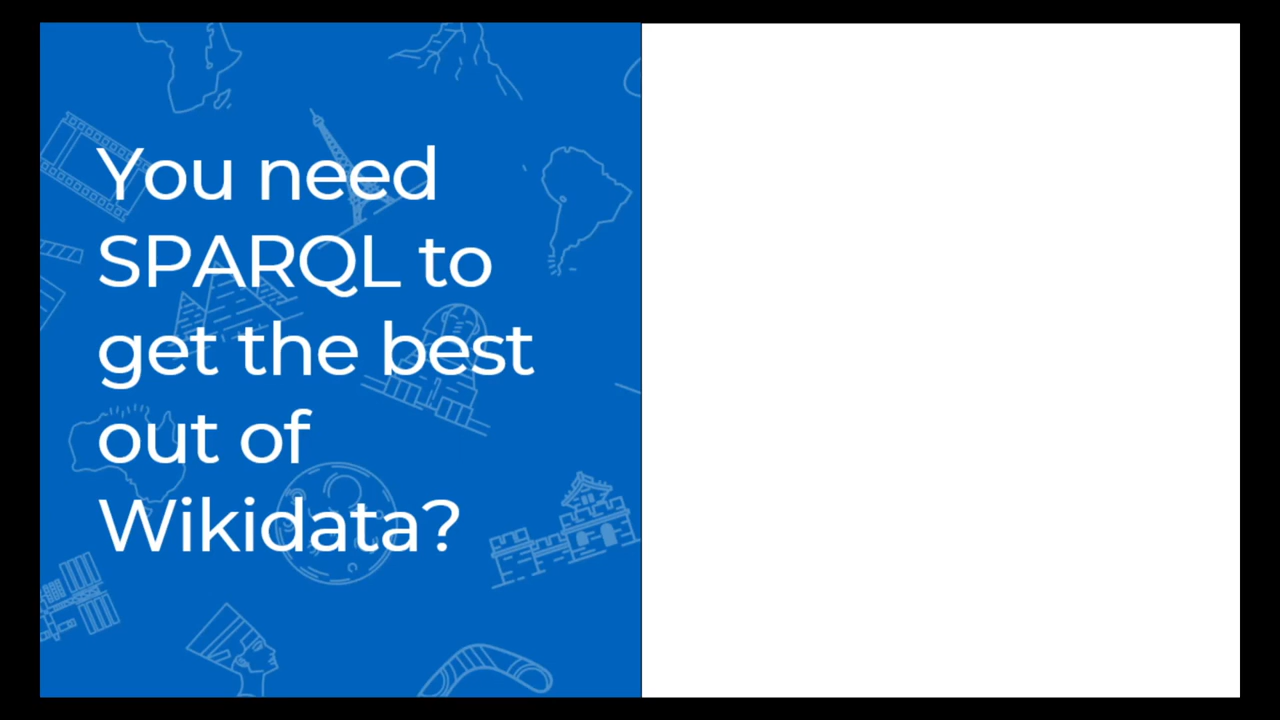 You need
SPARQL to
get the best
out of
Wikidata?